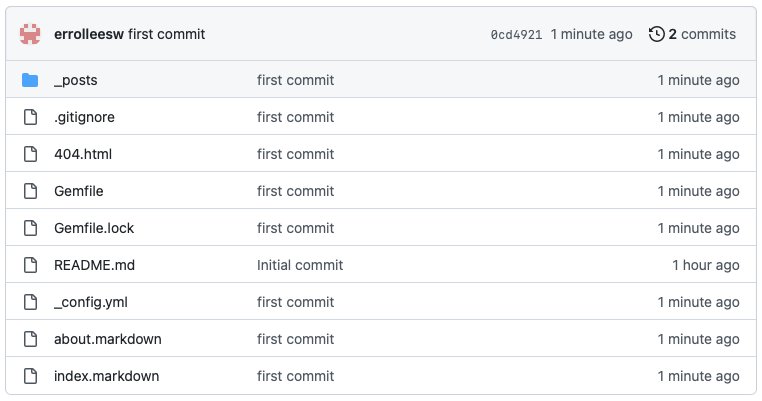 errolleesw first commit 0cd4921 1 minute ago 2 commits
_posts first commit 1 minute ago
.gitignore first commit 1 minute ago
404.html first commit 1 minute ago
Gemfile first commit 1 minute ago
Gemfile.lock first commit 1 minute ago
README.md Initial commit 1 hour ago
_config.yml first commit 1 minute ago
about.markdown first commit 1 minute ago
index.markdown first commit 1 minute ago